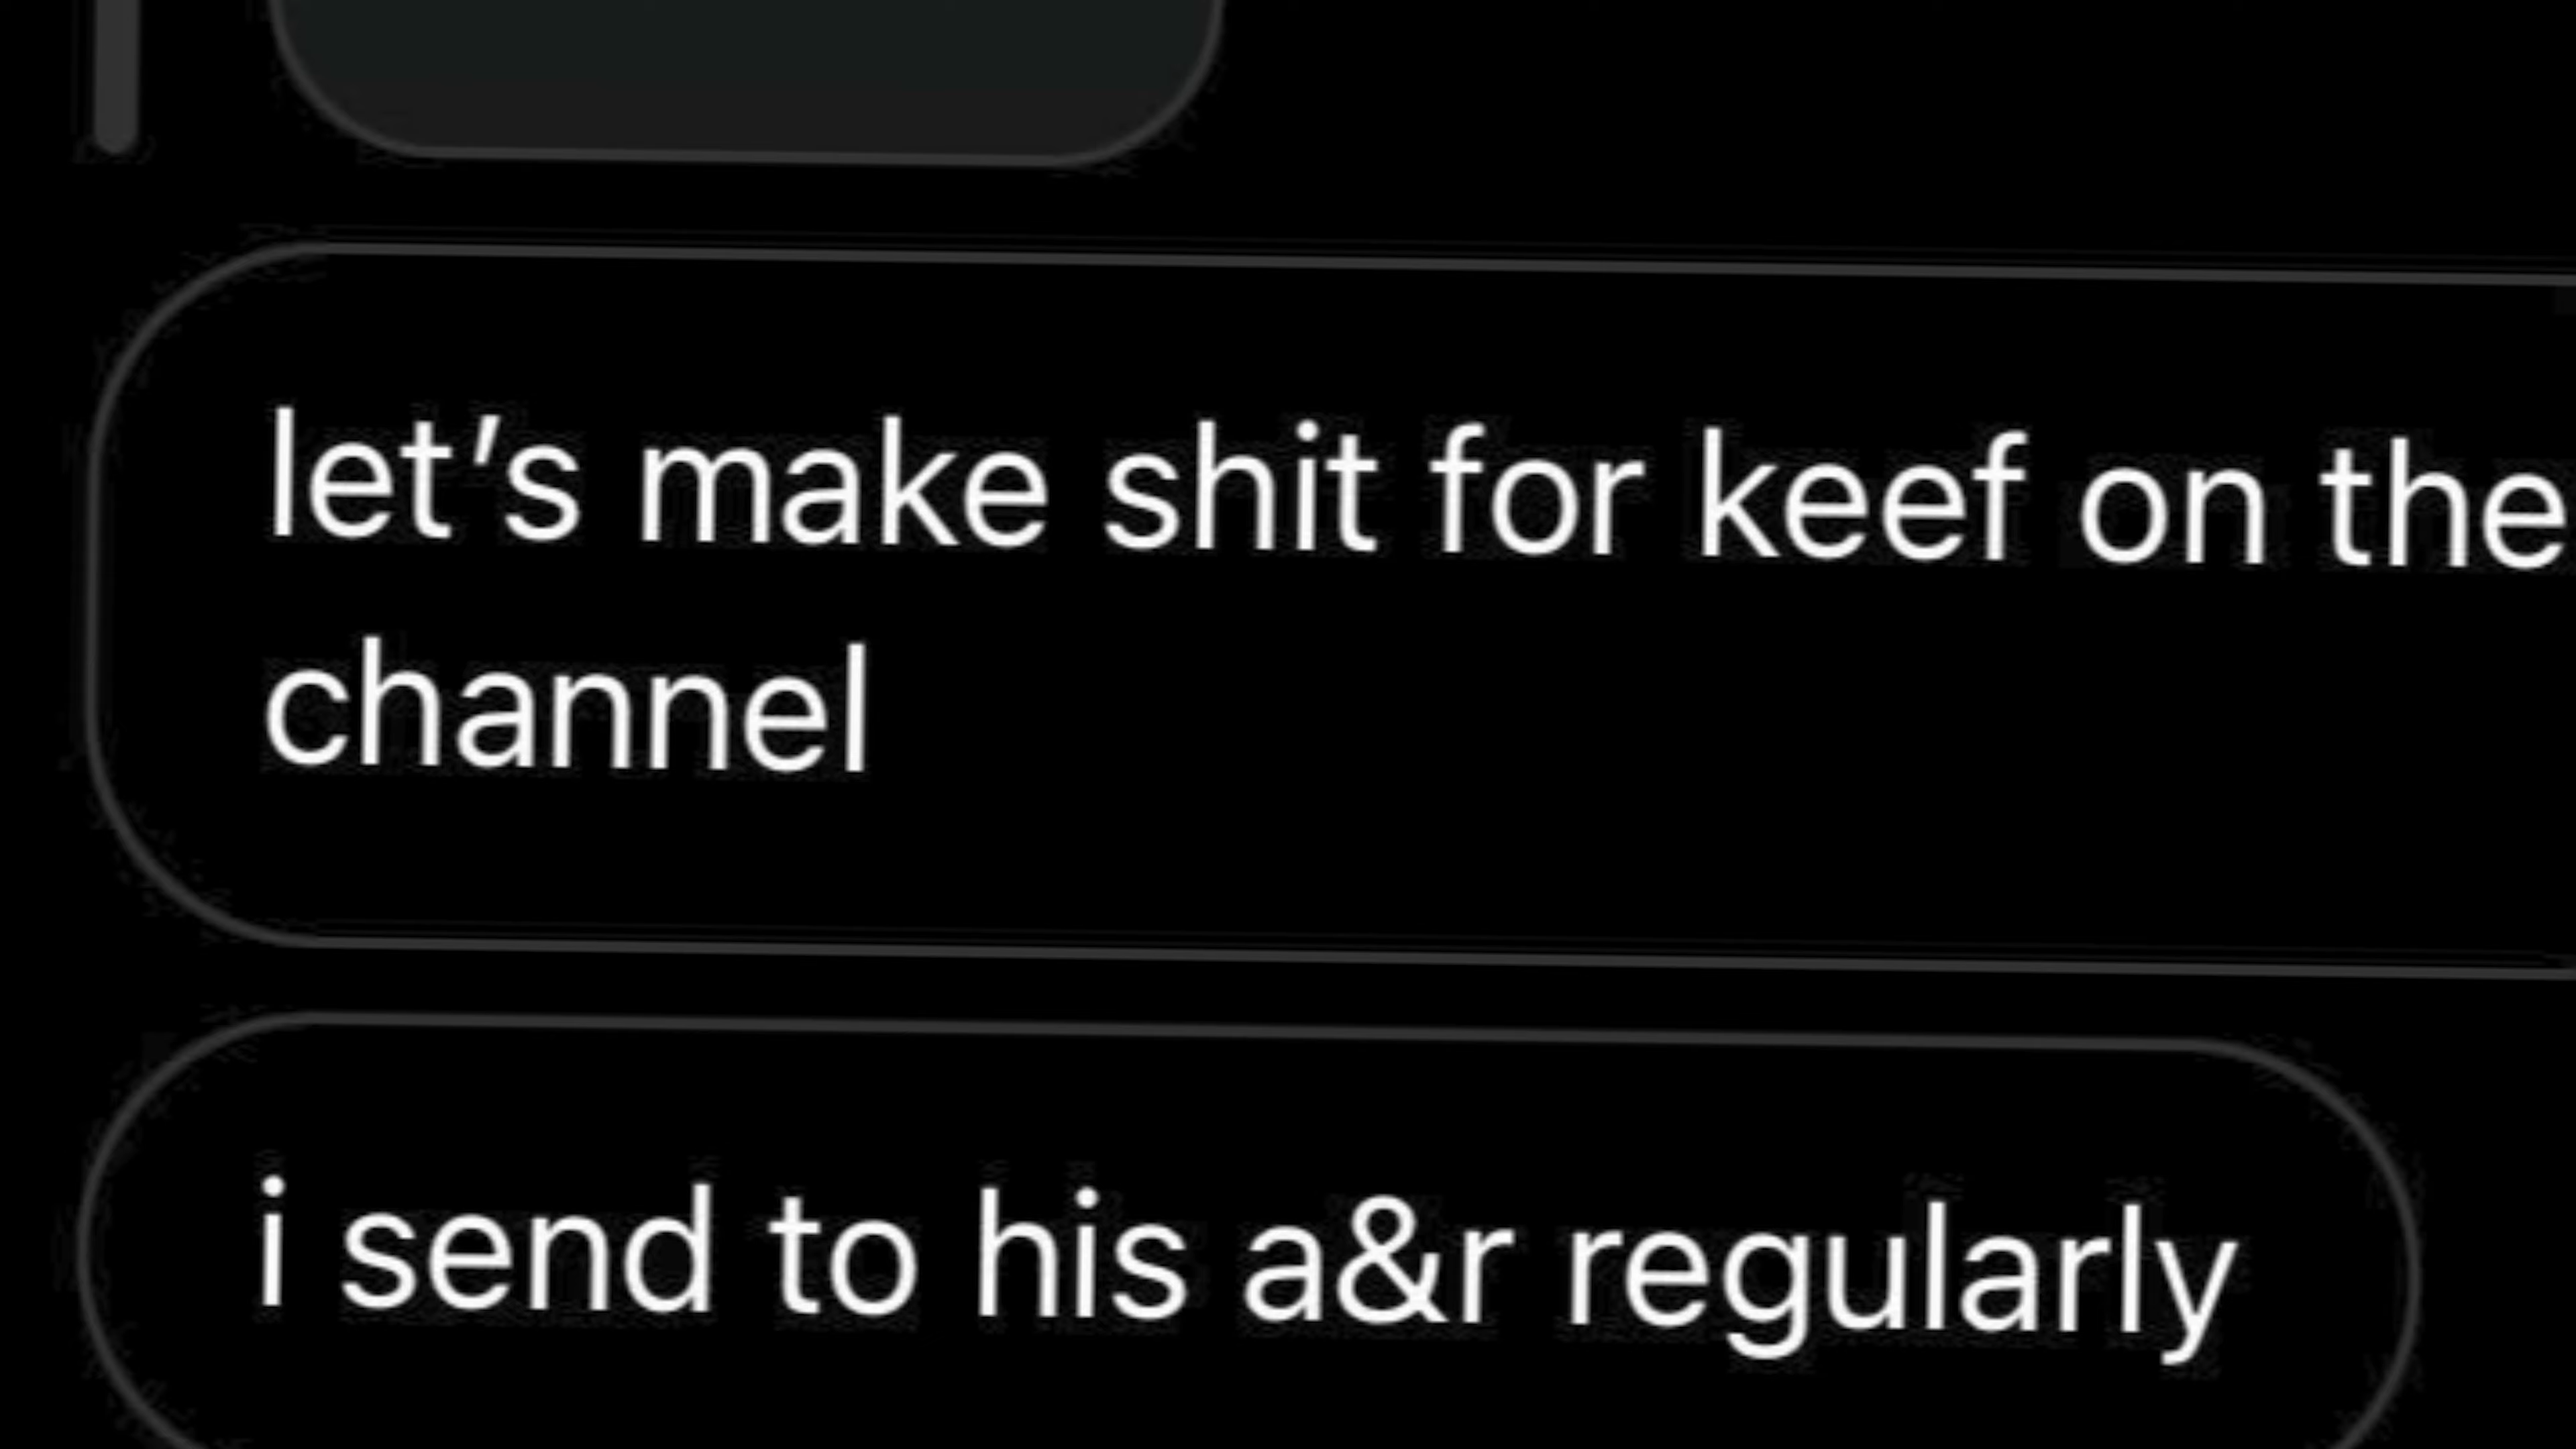 let’s make shit for keef on the
channel
i send to his a&r regularly